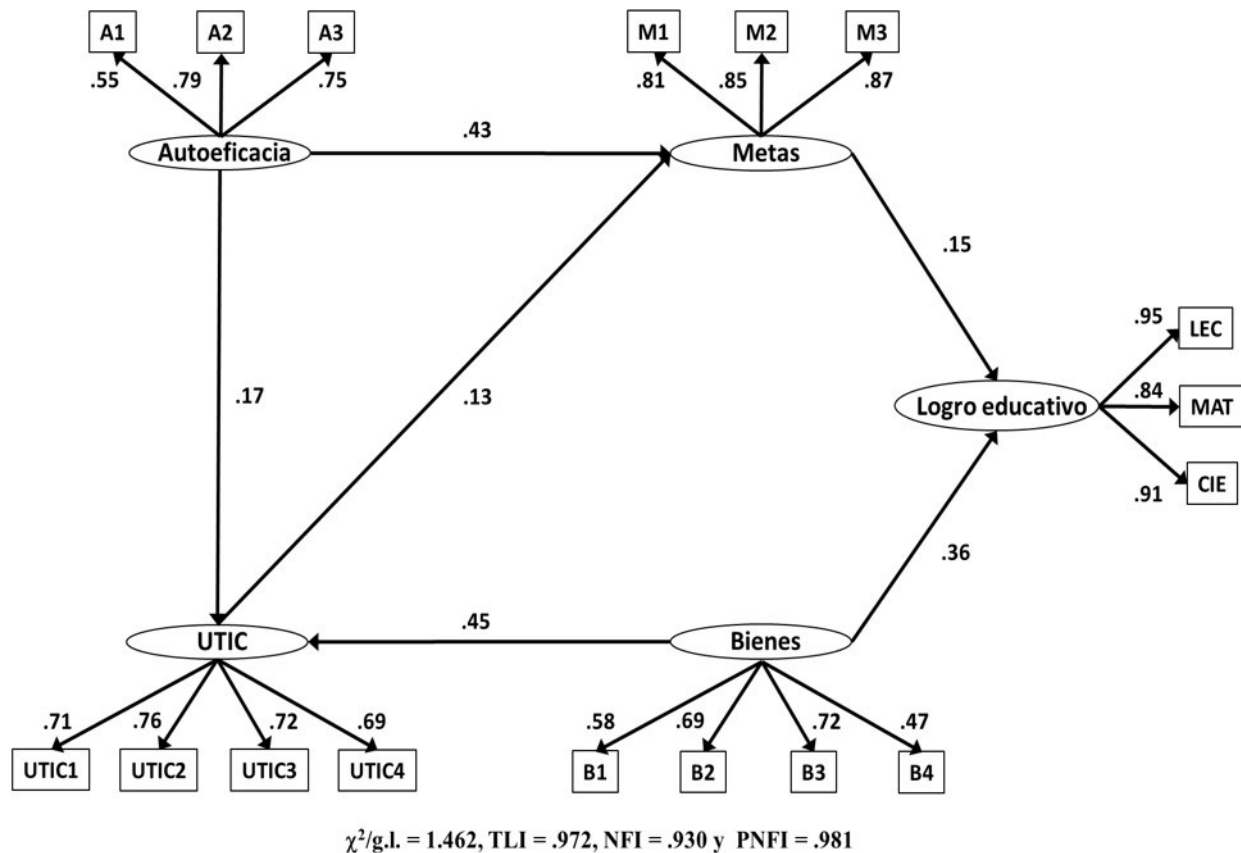 A1 A2 A3 M1 M2 M3
.55 .79 .75 .81 .85 .87
.43
Autoeficacia Metas
.15
.95 LEC
.17 .13 Logro educativo .84 MAT
.91 CIE
.36
.45
UTIC Bienes
.71 .76 .72 .69 .58 .69 .72 .47
UTIC1 UTIC2 UTIC3 UTIC4 B1 B2 B3 B4
χ²/g.l. = 1.462, TLI = .972, NFI = .930 y PNFI = .981